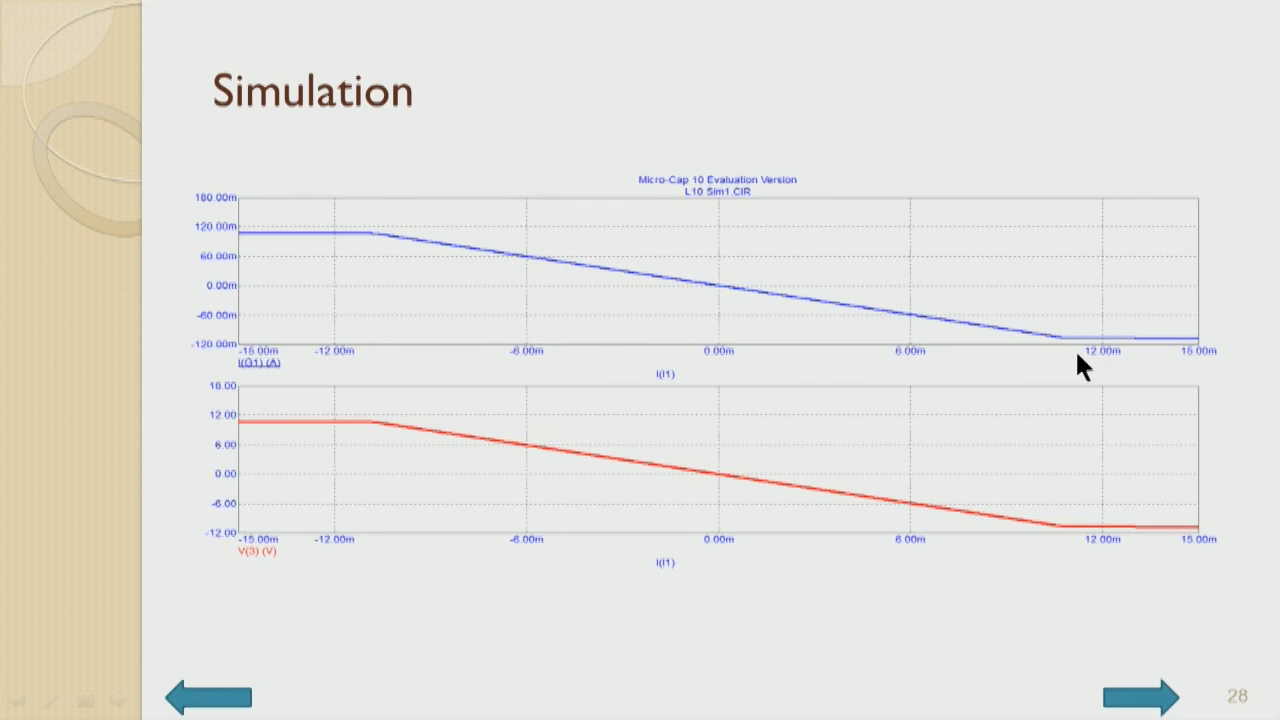 Simulation
Micro-Cap 10 Evaluation Version
L10 Sim1.CIR
180.00m
120.00m
60.00m
0.00m
-60.00m
-120.00m
-15.00m -12.00m -6.00m 0.00m 6.00m 12.00m 15.00m
I(G1) (A)
I(I1)
18.00
12.00
6.00
0.00
-6.00
-12.00
-15.00m -12.00m -6.00m 0.00m 6.00m 12.00m 15.00m
V(3) (V)
I(I1)
28